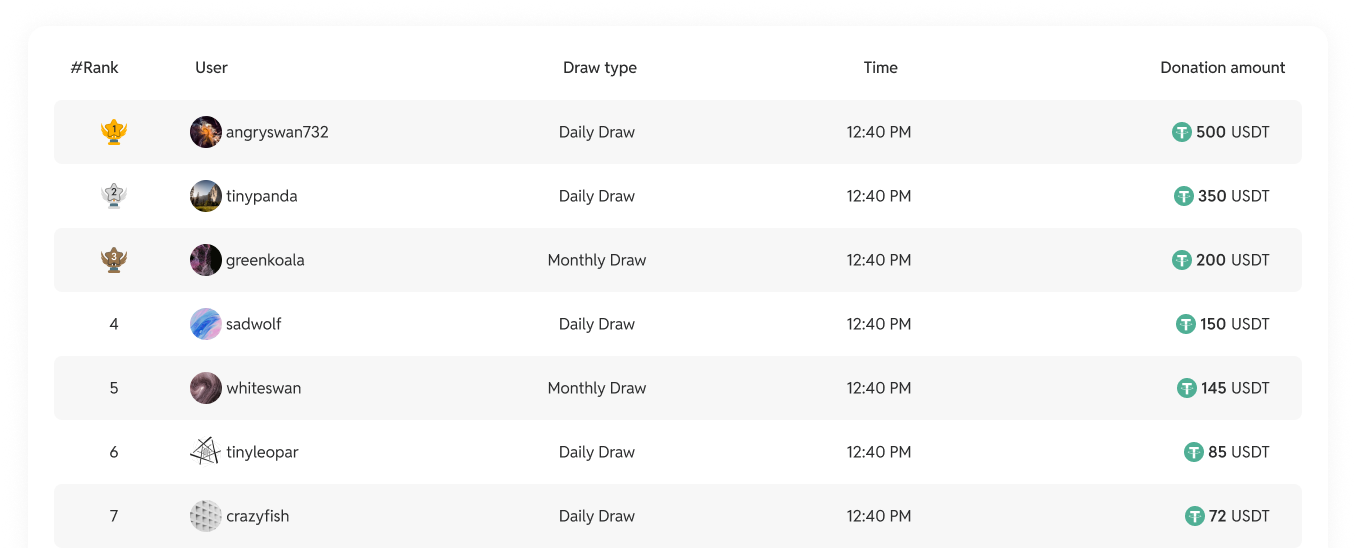 #Rank User Draw type Time Donation amount
1 angryswan732 Daily Draw 12:40 PM 500 USDT
2 tinypanda Daily Draw 12:40 PM 350 USDT
3 greenkoala Monthly Draw 12:40 PM 200 USDT
4 sadwolf Daily Draw 12:40 PM 150 USDT
5 whiteswan Monthly Draw 12:40 PM 145 USDT
6 tinyleopar Daily Draw 12:40 PM 85 USDT
7 crazyfish Daily Draw 12:40 PM 72 USDT